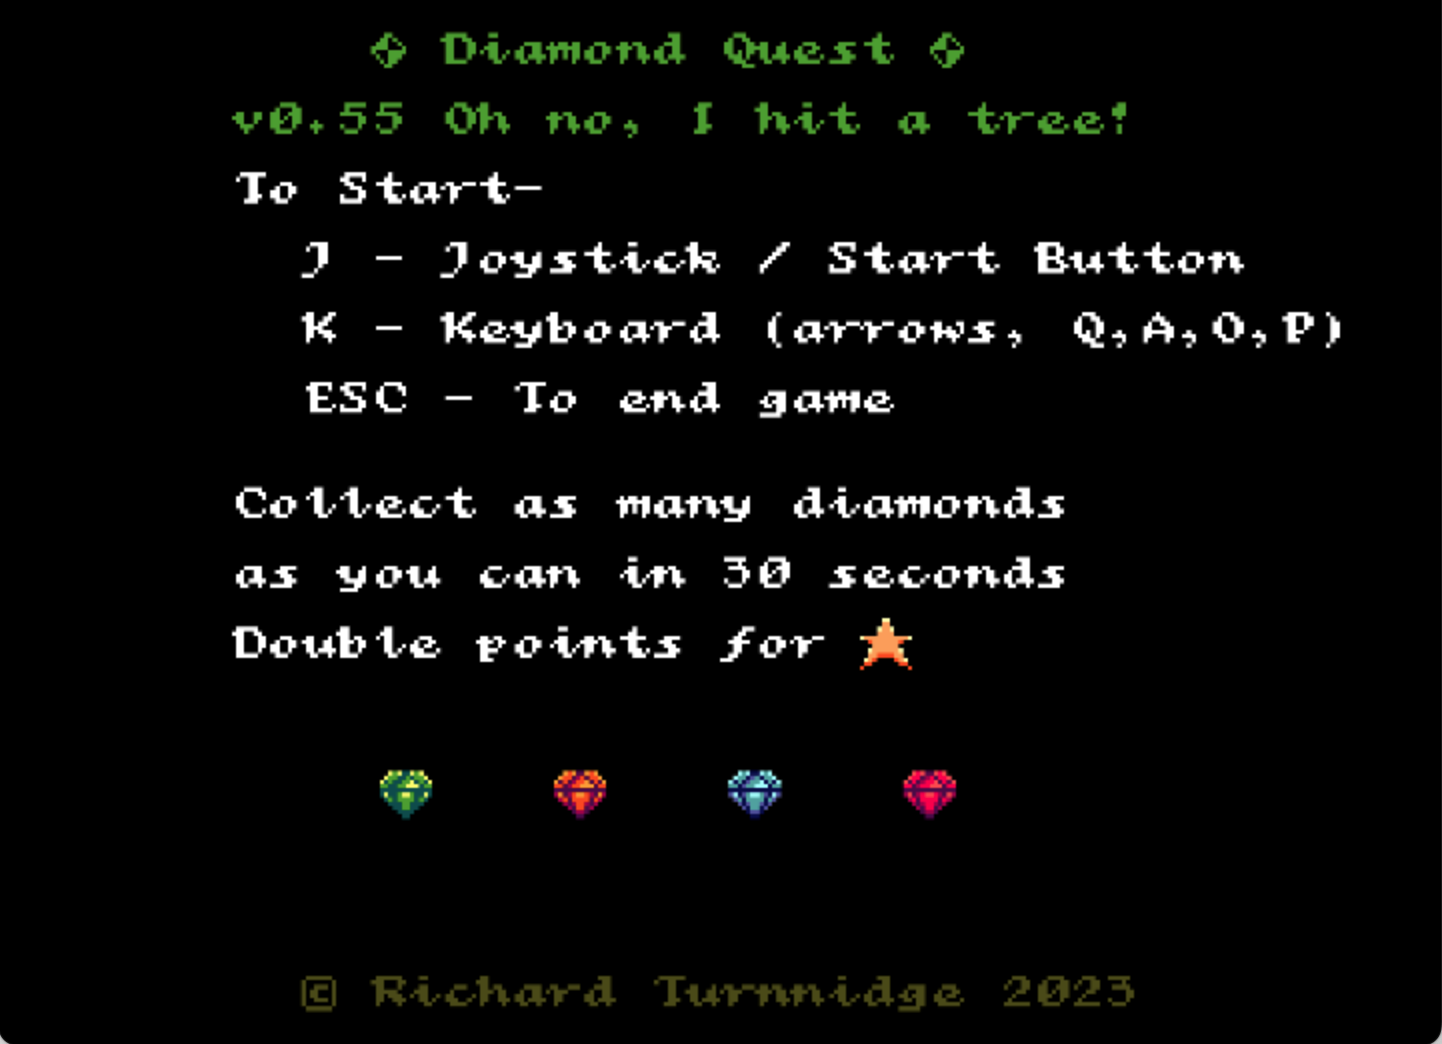 Diamond Quest
v0.55 Oh no, I hit a tree!
To Start-
J - Joystick / Start Button
K - Keyboard (arrows, Q,A,O,P)
ESC - To end game
Collect as many diamonds
as you can in 30 seconds
Double points for
© Richard Turnnidge 2023